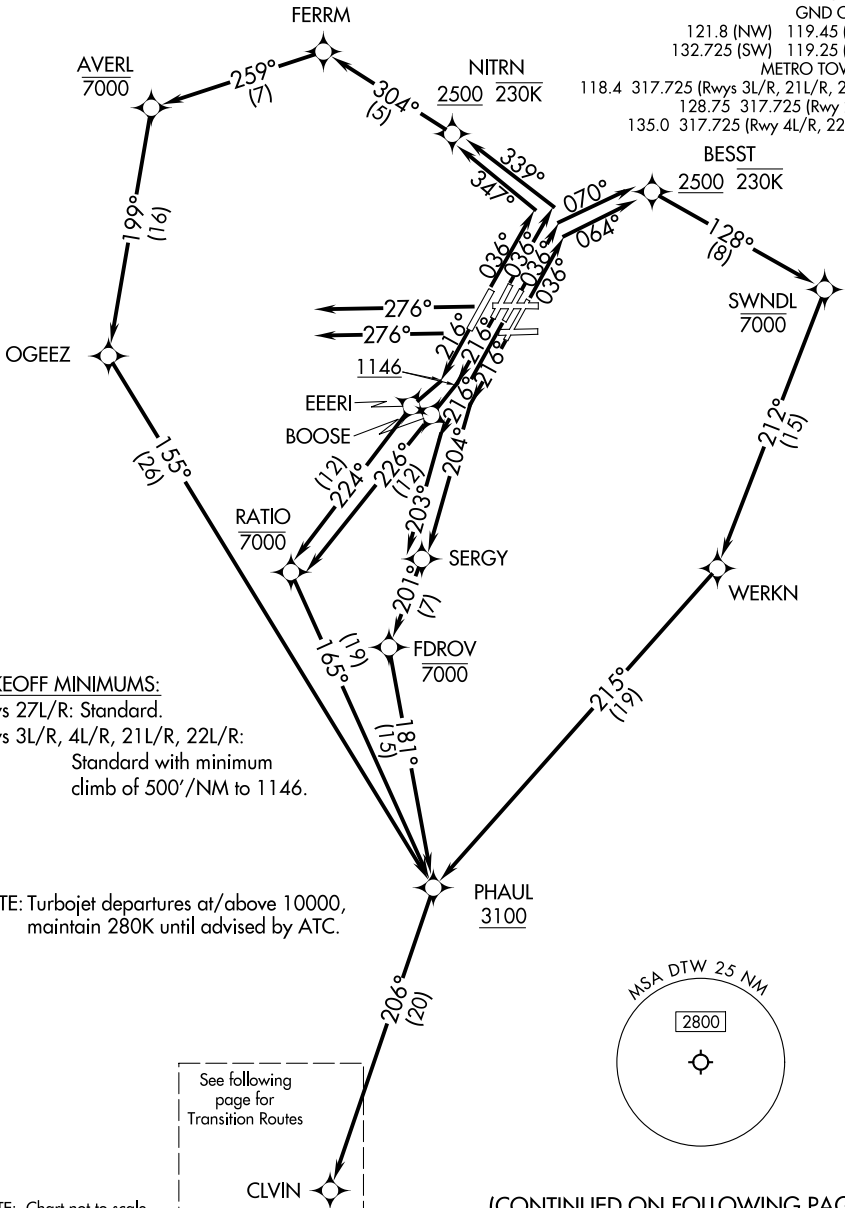 FERRM
GND C
121.8 (NW) 119.45 (
132.725 (SW) 119.25 (
METRO TOW
118.4 317.725 (Rwys 3L/R, 21L/R, 2
128.75 317.725 (Rwy
135.0 317.725 (Rwy 4L/R, 22
AVERL
7000
259°
(7)
304°
(5)
NITRN
2500 230K
BESST
2500 230K
339°
347°
070°
064°
128°
(8)
199°
(16)
036°
036°
036°
036°
SWNDL
7000
276°
276°
216°
216°
216°
216°
1146
OGEEZ
EEERI
BOOSE
155°
(26)
(12)
224°
226°
(12)
203°
204°
212°
(15)
RATIO
7000
SERGY
WERKN
201°
(7)
(19)
165°
FDROV
7000
181°
(15)
215°
(19)
KEOFF MINIMUMS:
ys 27L/R: Standard.
ys 3L/R, 4L/R, 21L/R, 22L/R:
Standard with minimum
climb of 500'/NM to 1146.
TE: Turbojet departures at/above 10000,
maintain 280K until advised by ATC.
PHAUL
3100
206°
(20)
MSA DTW 25 NM
2800
See following
page for
Transition Routes
CLVIN
TE: Chart not to scale
(CONTINUED ON FOLLOWING PAG